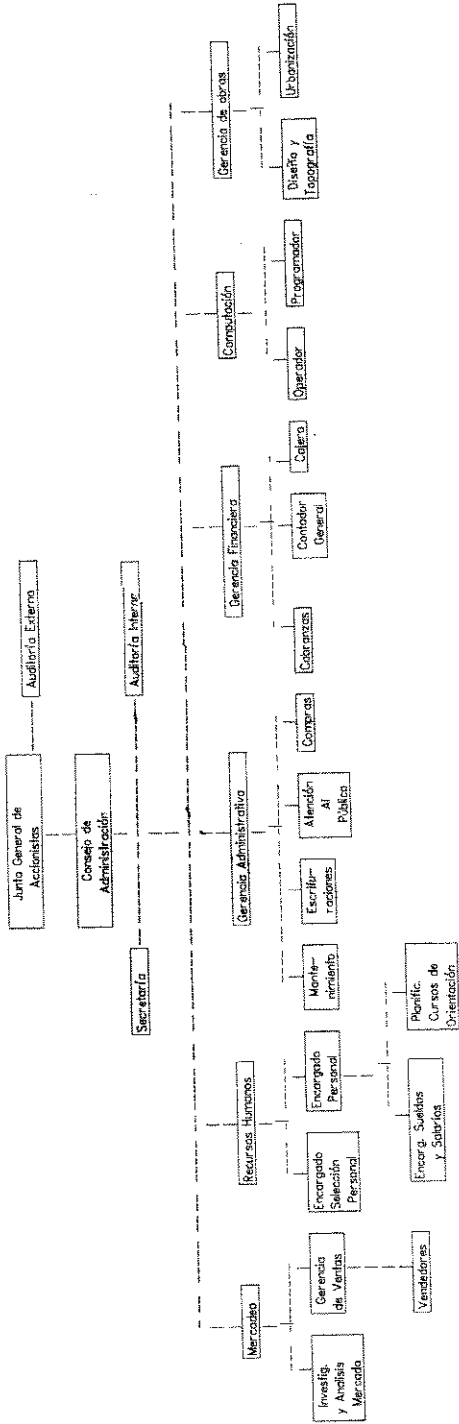 Junta General de
Accionistas
Auditoría Externa
Consejo de
Administración
Secretaría
Auditoría Interna
Mercadeo
Recursos Humanos
Gerencia Administrativa
Gerencia Financiera
Computación
Gerencia de obras
Investig.
y Análisis
Mercado
Gerencia
de Ventas
Encargado
Selección
Personal
Encargado
Personal
Mante-
nimiento
Escritu-
raciones
Atención
Al
Público
Compras
Cobranzas
Contador
General
Cajero
Operador
Programador
Diseño y
Topografía
Urbanización
Vendedores
Encarg. Sueldos
y Salarios
Planific.
Cursos de
Orientación